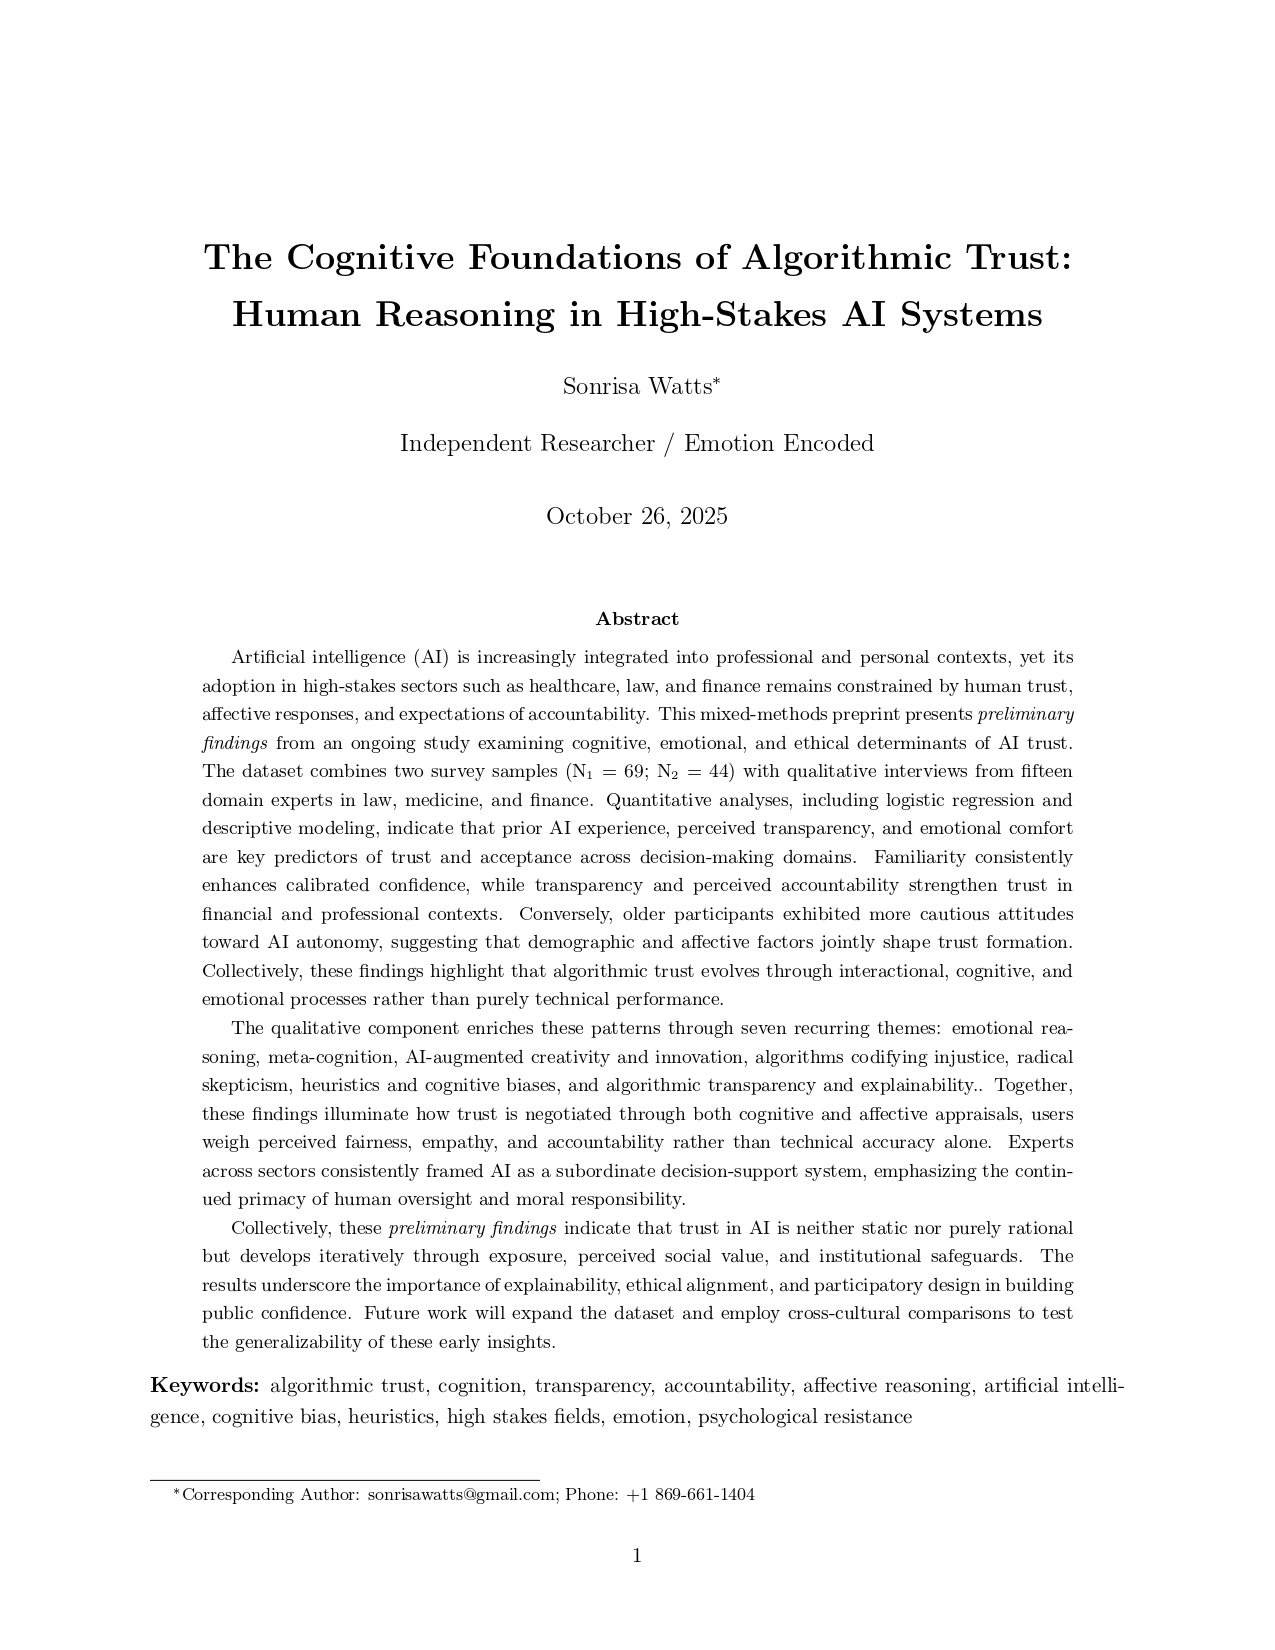 The Cognitive Foundations of Algorithmic Trust:
Human Reasoning in High-Stakes AI Systems
Sonrisa Watts*
Independent Researcher / Emotion Encoded
October 26, 2025
Abstract
Artificial intelligence (AI) is increasingly integrated into professional and personal contexts, yet its
adoption in high-stakes sectors such as healthcare, law, and finance remains constrained by human trust,
affective responses, and expectations of accountability. This mixed-methods preprint presents preliminary
findings from an ongoing study examining cognitive, emotional, and ethical determinants of AI trust.
The dataset combines two survey samples (N₁ = 69; N₂ = 44) with qualitative interviews from fifteen
domain experts in law, medicine, and finance. Quantitative analyses, including logistic regression and
descriptive modeling, indicate that prior AI experience, perceived transparency, and emotional comfort
are key predictors of trust and acceptance across decision-making domains. Familiarity consistently
enhances calibrated confidence, while transparency and perceived accountability strengthen trust in
financial and professional contexts. Conversely, older participants exhibited more cautious attitudes
toward AI autonomy, suggesting that demographic and affective factors jointly shape trust formation.
Collectively, these findings highlight that algorithmic trust evolves through interactional, cognitive, and
emotional processes rather than purely technical performance.
The qualitative component enriches these patterns through seven recurring themes: emotional rea-
soning, meta-cognition, AI-augmented creativity and innovation, algorithms codifying injustice, radical
skepticism, heuristics and cognitive biases, and algorithmic transparency and explainability.. Together,
these findings illuminate how trust is negotiated through both cognitive and affective appraisals, users
weigh perceived fairness, empathy, and accountability rather than technical accuracy alone. Experts
across sectors consistently framed AI as a subordinate decision-support system, emphasizing the contin-
ued primacy of human oversight and moral responsibility.
Collectively, these preliminary findings indicate that trust in AI is neither static nor purely rational
but develops iteratively through exposure, perceived social value, and institutional safeguards. The
results underscore the importance of explainability, ethical alignment, and participatory design in building
public confidence. Future work will expand the dataset and employ cross-cultural comparisons to test
the generalizability of these early insights.
Keywords: algorithmic trust, cognition, transparency, accountability, affective reasoning, artificial intelli-
gence, cognitive bias, heuristics, high stakes fields, emotion, psychological resistance
*Corresponding Author: sonrisawatts@gmail.com; Phone: +1 869-661-1404
1